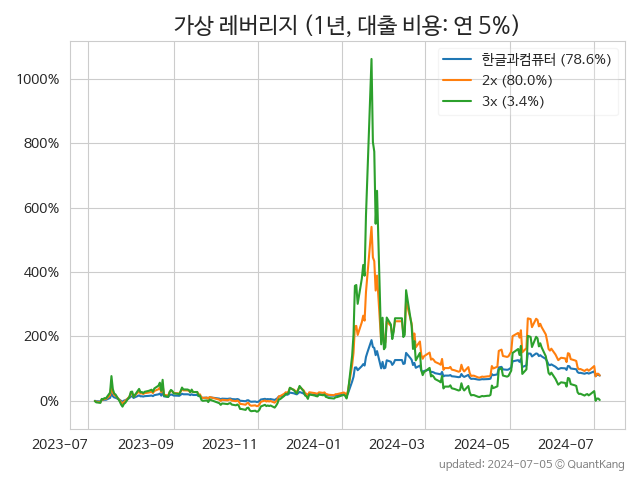 가상 레버리지 (1년, 대출 비용: 연 5%)
한글과컴퓨터 (78.6%)
2x (80.0%)
3x (3.4%)
1000%
800%
600%
400%
200%
0%
2023-07 2023-09 2023-11 2024-01 2024-03 2024-05 2024-07
updated: 2024-07-05 © QuantKang